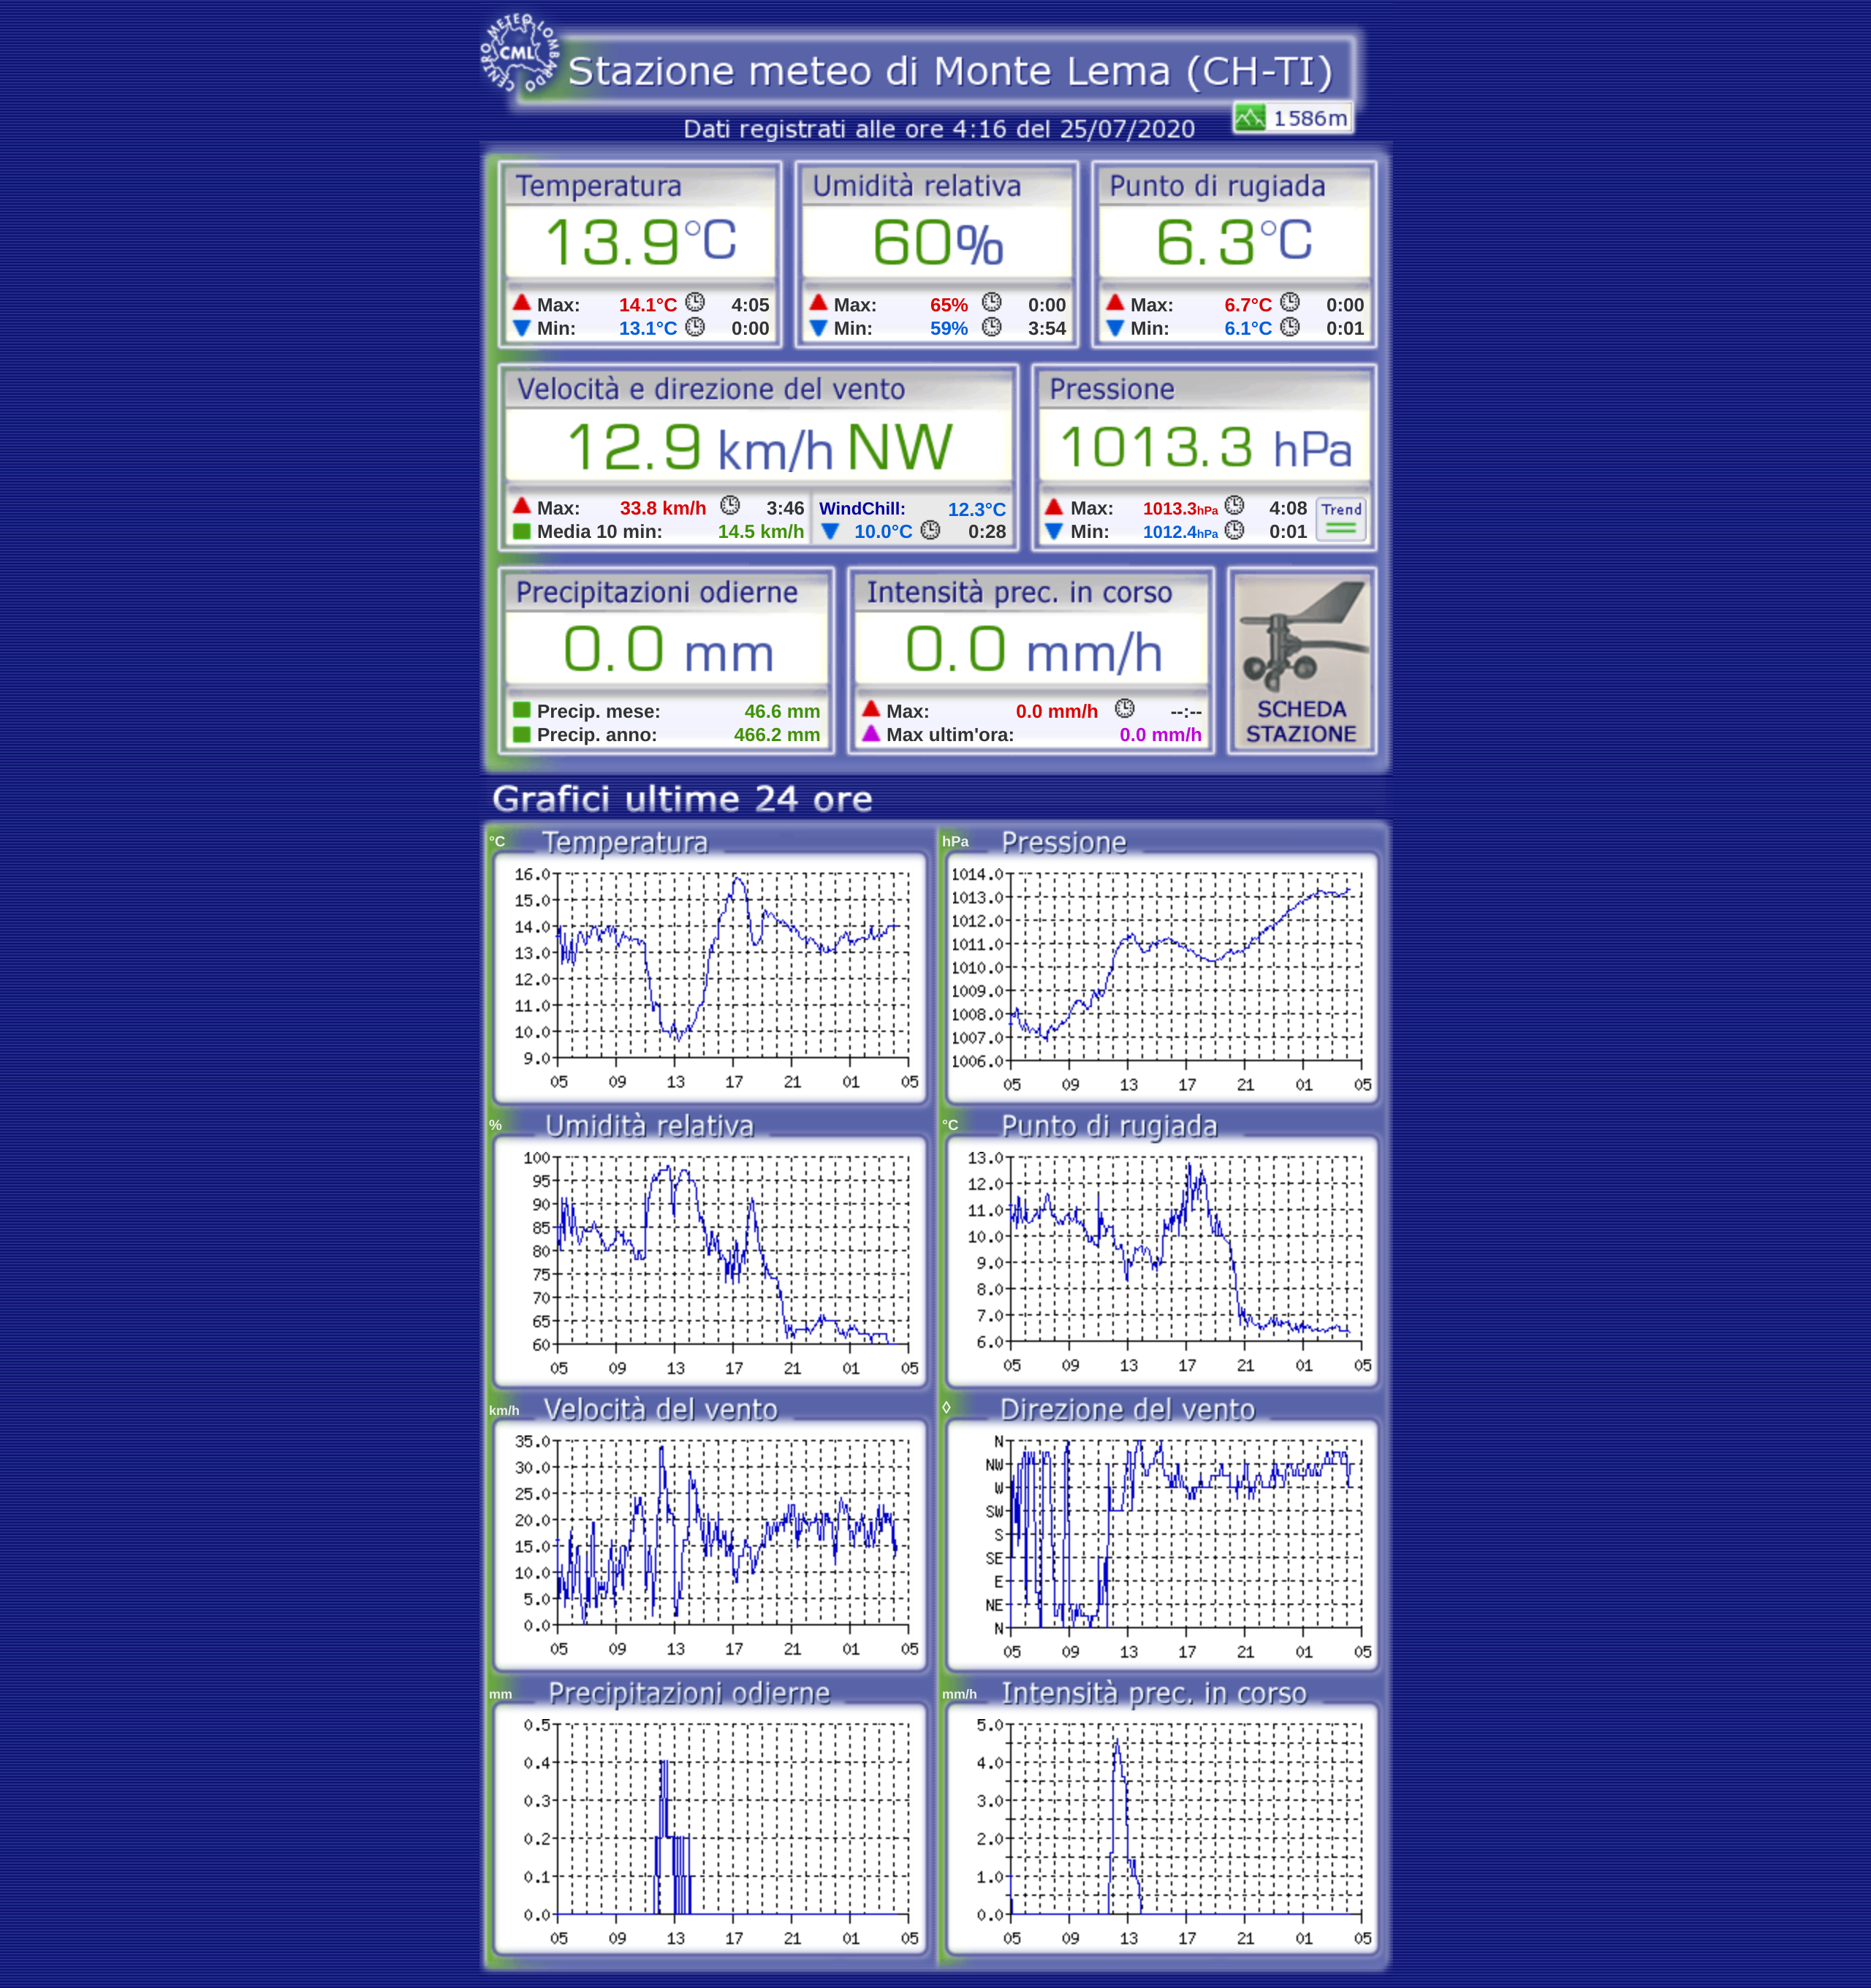 CENTRO METEO LOMBARDO
CML
Stazione meteo di Monte Lema (CH-TI)
1586m
Dati registrati alle ore 4:16 del 25/07/2020
Temperatura
13.9°C
Max: 14.1°C 4:05
Min: 13.1°C 0:00
Umidità relativa
60%
Max: 65% 0:00
Min: 59% 3:54
Punto di rugiada
6.3°C
Max: 6.7°C 0:00
Min: 6.1°C 0:01
Velocità e direzione del vento
12.9 km/h NW
Max: 33.8 km/h 3:46
Media 10 min: 14.5 km/h
WindChill: 12.3°C
10.0°C 0:28
Pressione
1013.3 hPa
Max: 1013.3hPa 4:08
Min: 1012.4hPa 0:01
Trend
Precipitazioni odierne
0.0 mm
Precip. mese: 46.6 mm
Precip. anno: 466.2 mm
Intensità prec. in corso
0.0 mm/h
Max: 0.0 mm/h --:--
Max ultim'ora: 0.0 mm/h
SCHEDA
STAZIONE
Grafici ultime 24 ore
°C Temperatura
16.0
15.0
14.0
13.0
12.0
11.0
10.0
9.0
05 09 13 17 21 01 05
hPa Pressione
1014.0
1013.0
1012.0
1011.0
1010.0
1009.0
1008.0
1007.0
1006.0
05 09 13 17 21 01 05
% Umidità relativa
100
95
90
85
80
75
70
65
60
05 09 13 17 21 01 05
°C Punto di rugiada
13.0
12.0
11.0
10.0
9.0
8.0
7.0
6.0
05 09 13 17 21 01 05
km/h Velocità del vento
35.0
30.0
25.0
20.0
15.0
10.0
5.0
0.0
05 09 13 17 21 01 05
◊ Direzione del vento
N
NW
W
SW
S
SE
E
NE
N
05 09 13 17 21 01 05
mm Precipitazioni odierne
0.5
0.4
0.3
0.2
0.1
0.0
05 09 13 17 21 01 05
mm/h Intensità prec. in corso
5.0
4.0
3.0
2.0
1.0
0.0
05 09 13 17 21 01 05